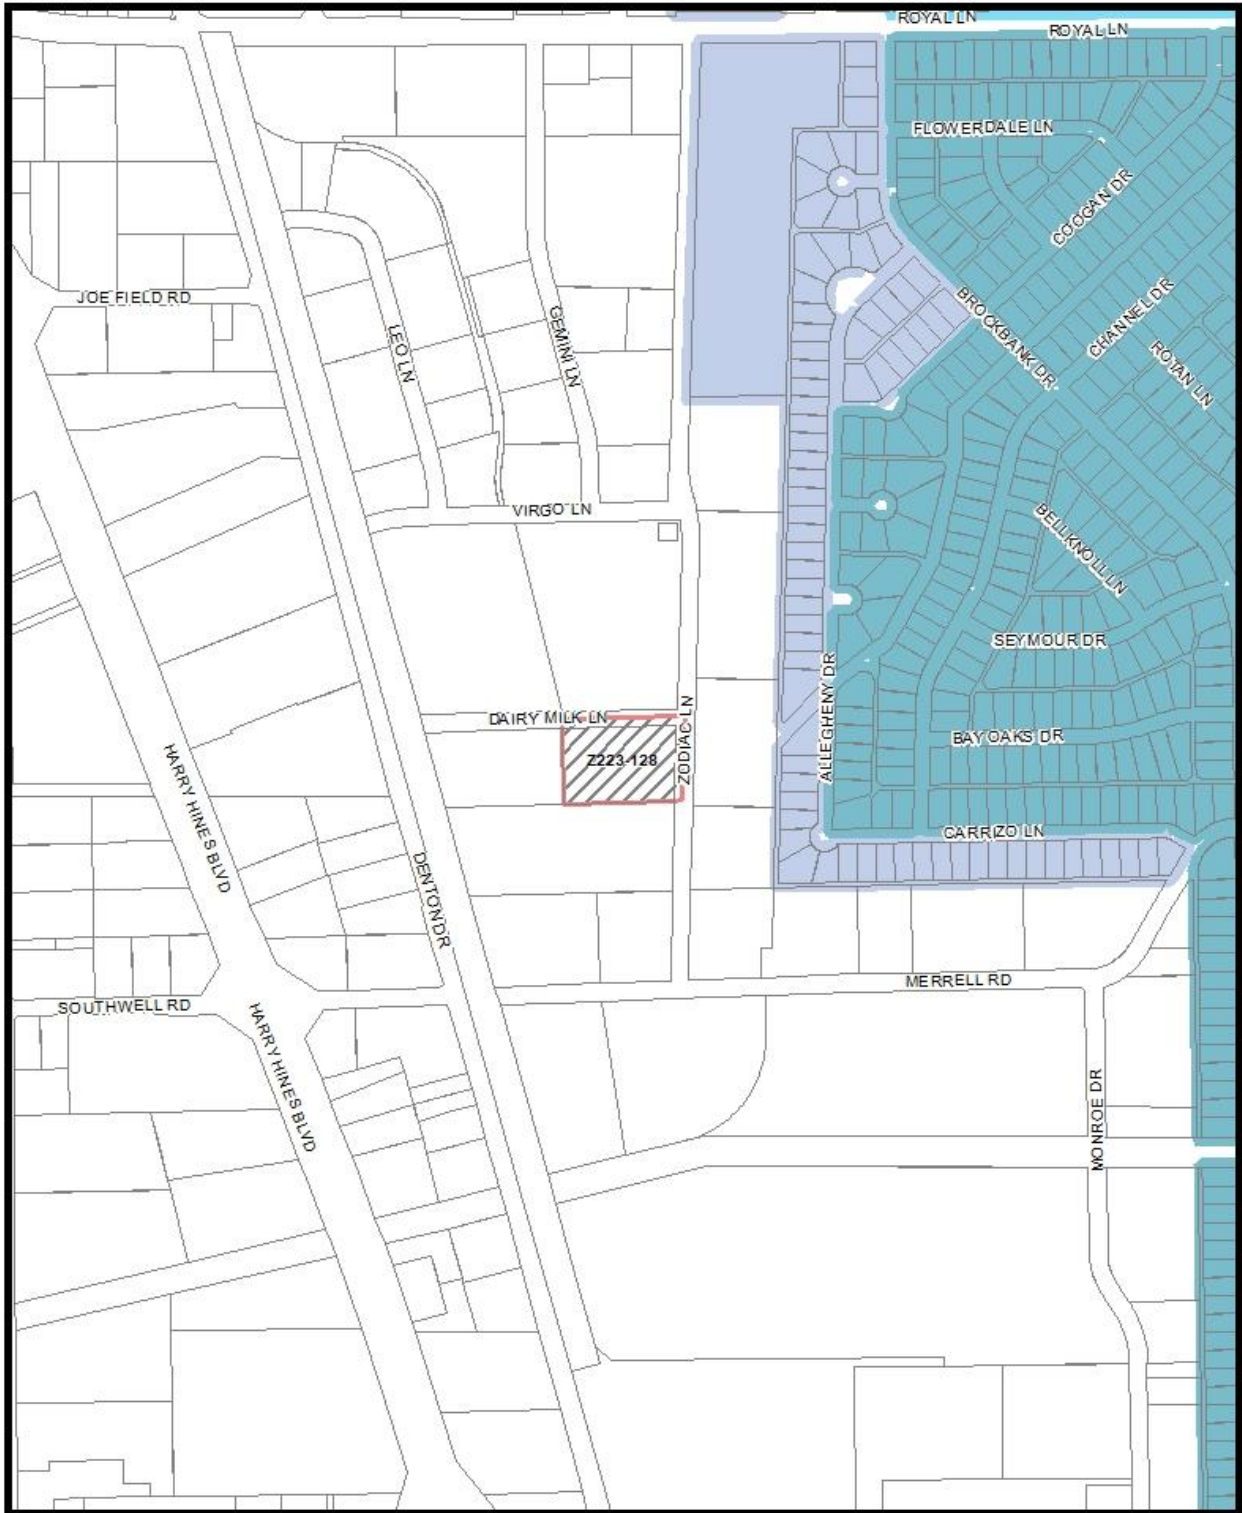 ROYAL LN
ROYAL LN
FLOWERDALE LN
COOGAN DR
JOE FIELD RD
LEO LN
GEMINI LN
BROCKBANK DR
CHANNEL DR
ROTAN LN
VIRGO LN
BELLKNOLL LN
SEYMOUR DR
ALLEGHENY DR
DAIRY MILK LN
ZODIAC LN
Z223-128
BAY OAKS DR
HARRY HINES BLVD
DENTON DR
CARRIZO LN
MERRELL RD
SOUTHWELL RD
HARRY HINES BLVD
MONROE DR